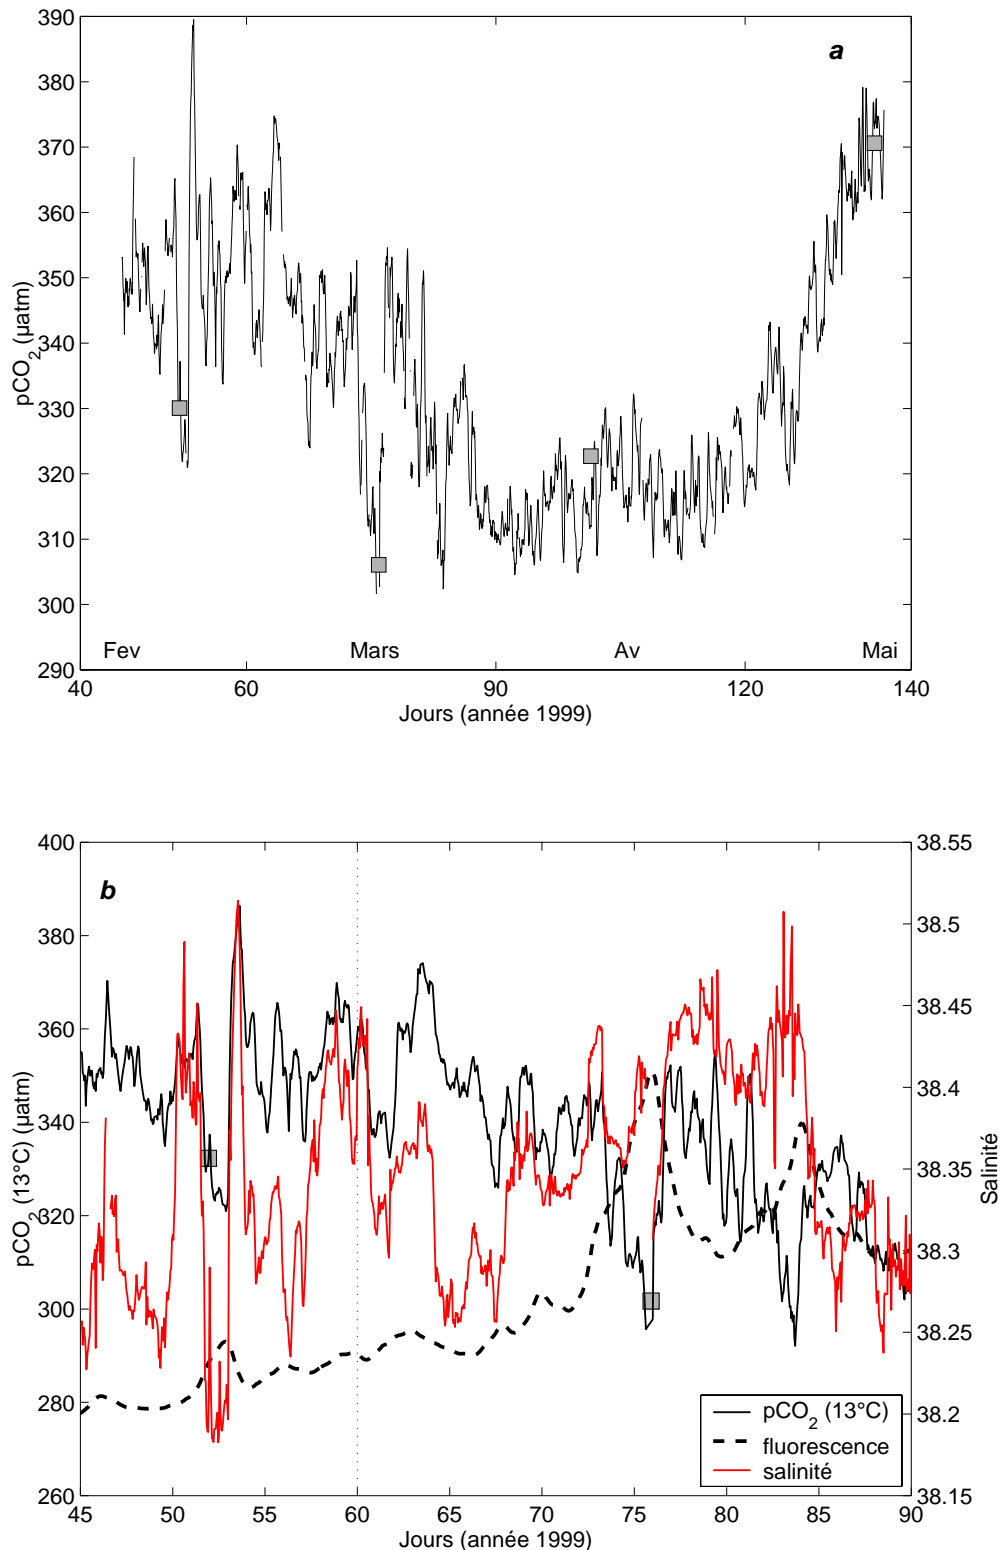 390
380
370
360
350
340
330
320
310
300
290
pCO2 (µatm)
a
Fev Mars Av Mai
40 60 90 120 140
Jours (année 1999)
400
380
360
340
320
300
280
260
pCO2 (13°C) (µatm)
b
38.55
38.5
38.45
38.4
38.35
38.3
38.25
38.2
38.15
Salinité
pCO2 (13°C)
fluorescence
salinité
45 50 55 60 65 70 75 80 85 90
Jours (année 1999)